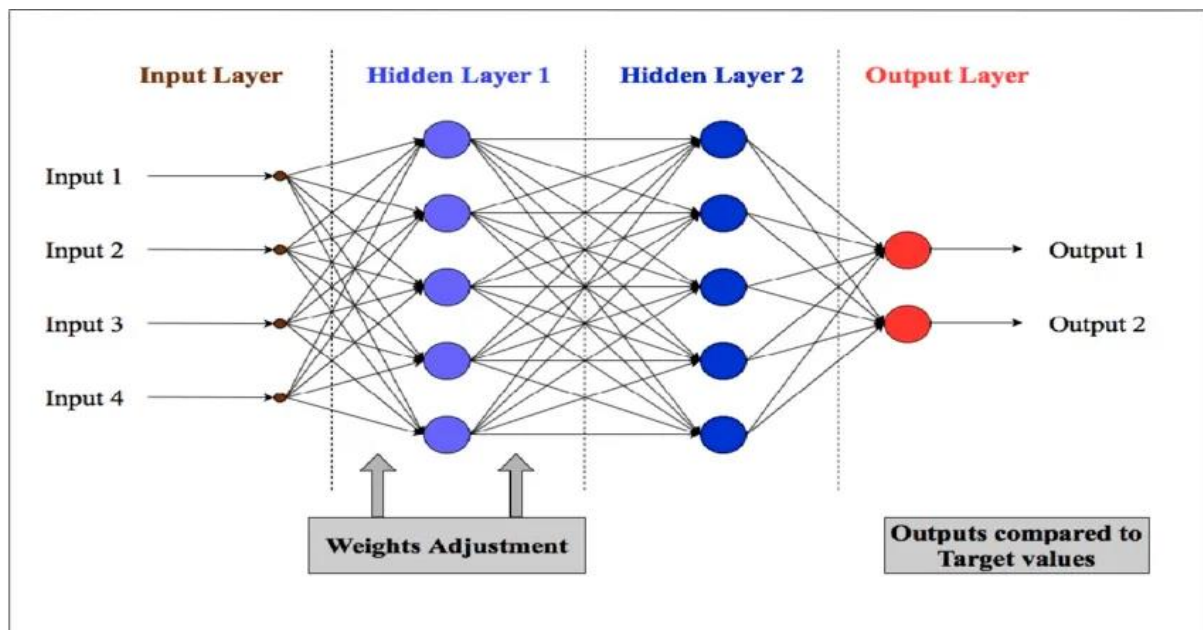 Input Layer
Hidden Layer 1
Hidden Layer 2
Output Layer
Input 1
Input 2
Input 3
Input 4
Output 1
Output 2
Weights Adjustment
Outputs compared to
Target values